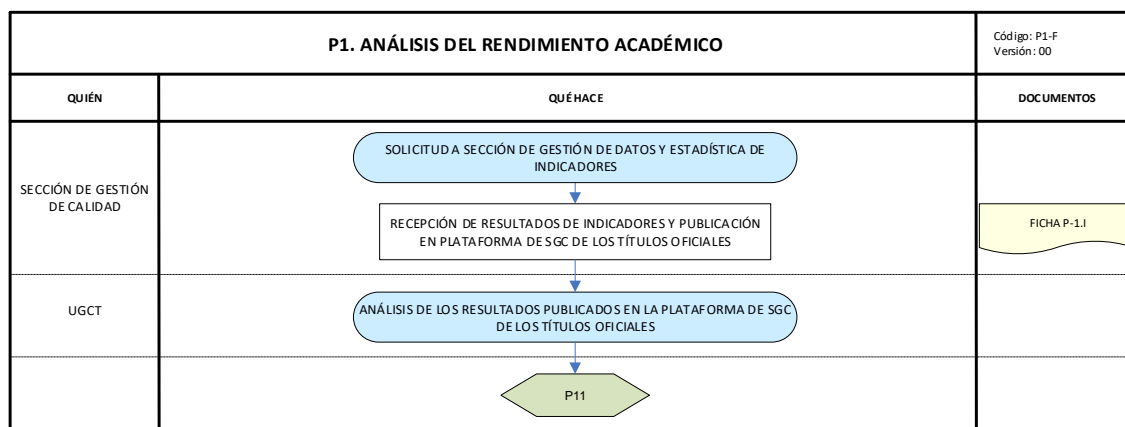 P1. ANÁLISIS DEL RENDIMIENTO ACADÉMICO
Código: P1-F
Versión: 00
QUIÉN
QUÉ HACE
DOCUMENTOS
SECCIÓN DE GESTIÓN
DE CALIDAD
SOLICITUD A SECCIÓN DE GESTIÓN DE DATOS Y ESTADÍSTICA DE
INDICADORES
RECEPCIÓN DE RESULTADOS DE INDICADORES Y PUBLICACIÓN
EN PLATAFORMA DE SGC DE LOS TÍTULOS OFICIALES
FICHA P-1.I
UGCT
ANÁLISIS DE LOS RESULTADOS PUBLICADOS EN LA PLATAFORMA DE SGC
DE LOS TÍTULOS OFICIALES
P11